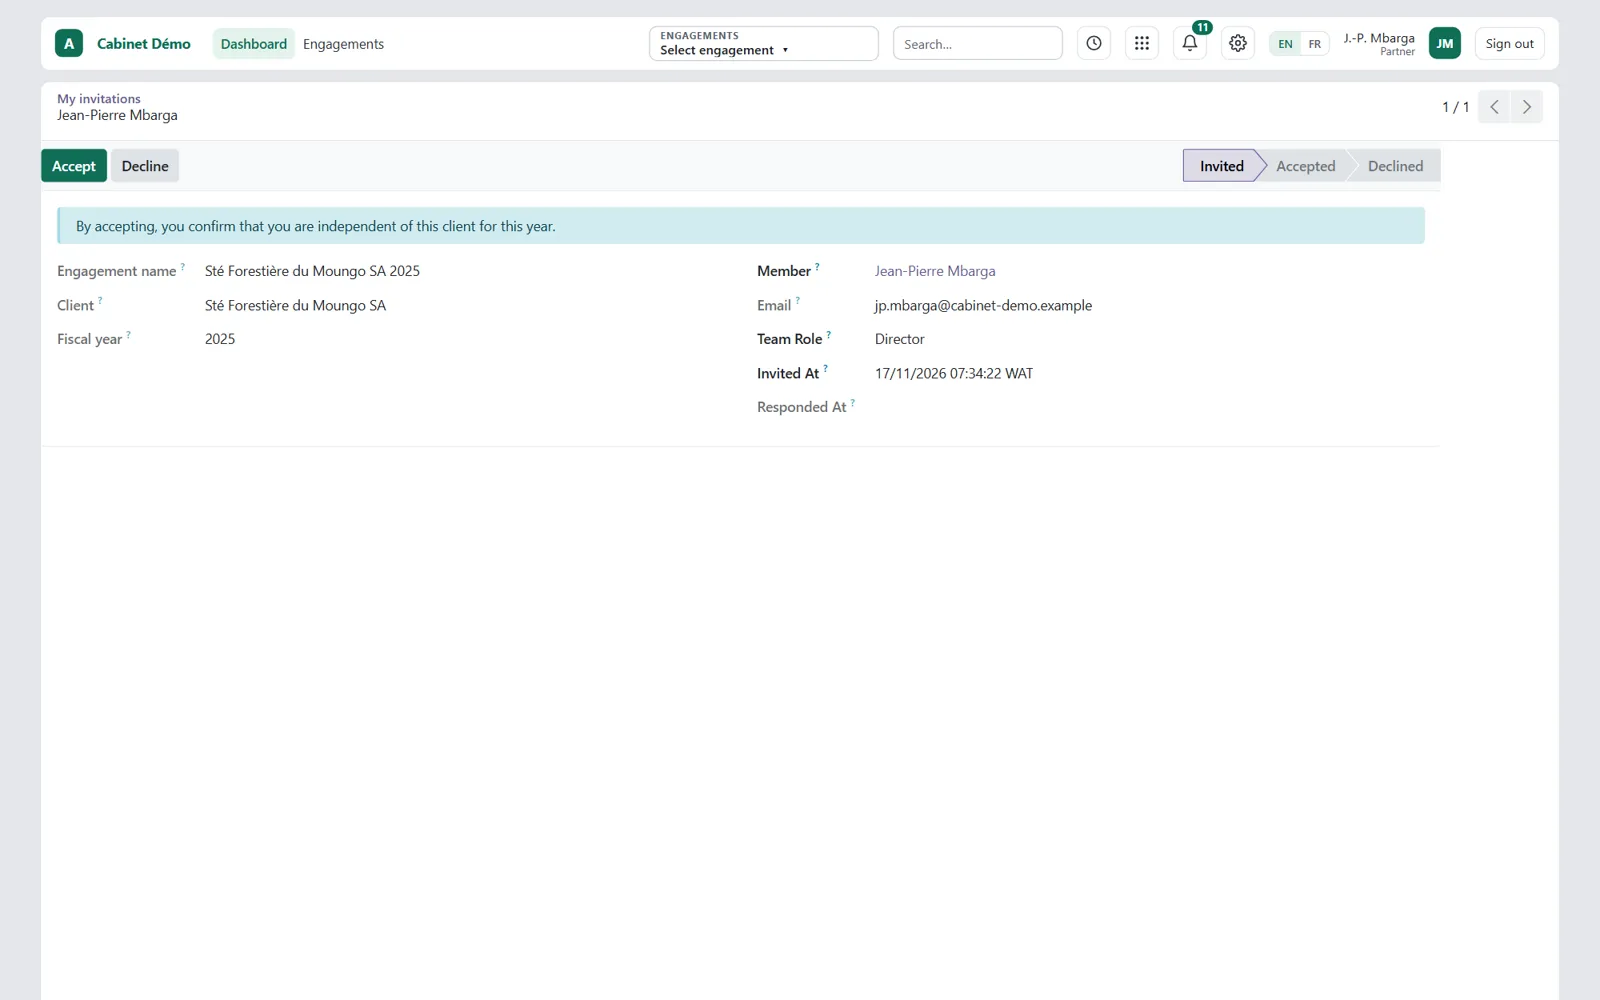 A Cabinet Démo Dashboard Engagements ENGAGEMENTS Search... 11 EN FR J.-P. Mbarga JM Sign out
Select engagement ▾ Partner
My invitations
Jean-Pierre Mbarga
1 / 1
Accept Decline Invited Accepted Declined
By accepting, you confirm that you are independent of this client for this year.
Engagement name ? Sté Forestière du Moungo SA 2025 Member ? Jean-Pierre Mbarga
Client ? Sté Forestière du Moungo SA Email ? jp.mbarga@cabinet-demo.example
Fiscal year ? 2025 Team Role ? Director
Invited At ? 17/11/2026 07:34:22 WAT
Responded At ?